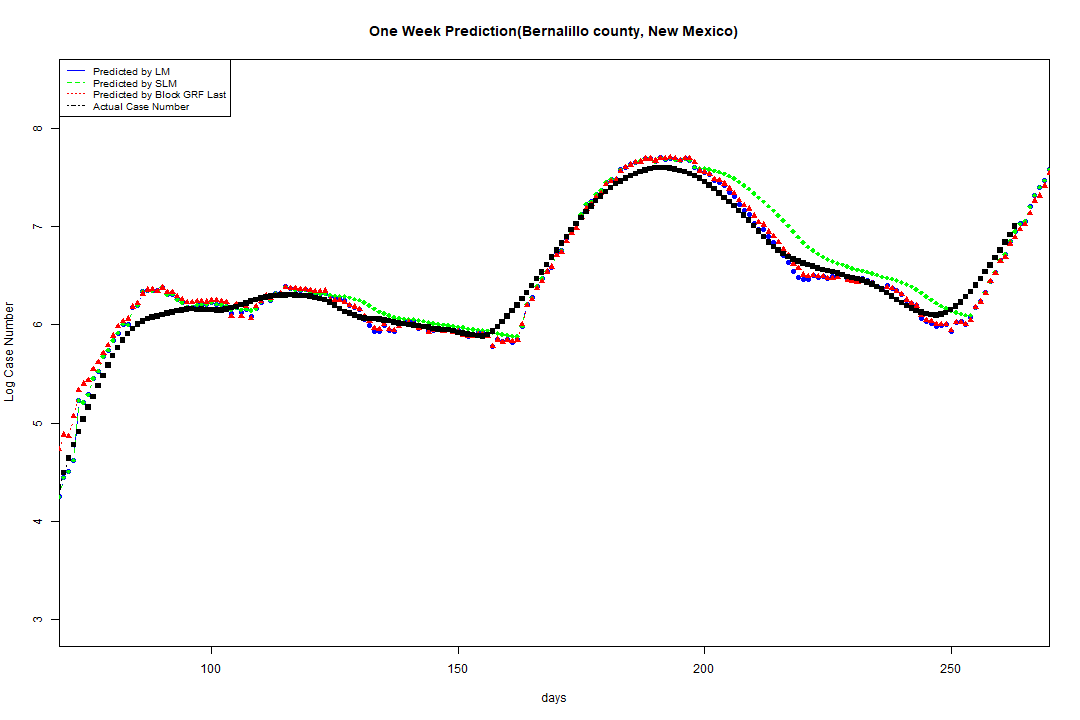 One Week Prediction(Bernalillo county, New Mexico)
Predicted by LM
Predicted by SLM
Predicted by Block GRF Last
Actual Case Number
Log Case Number
8
7
6
5
4
3
100 150 200 250
days